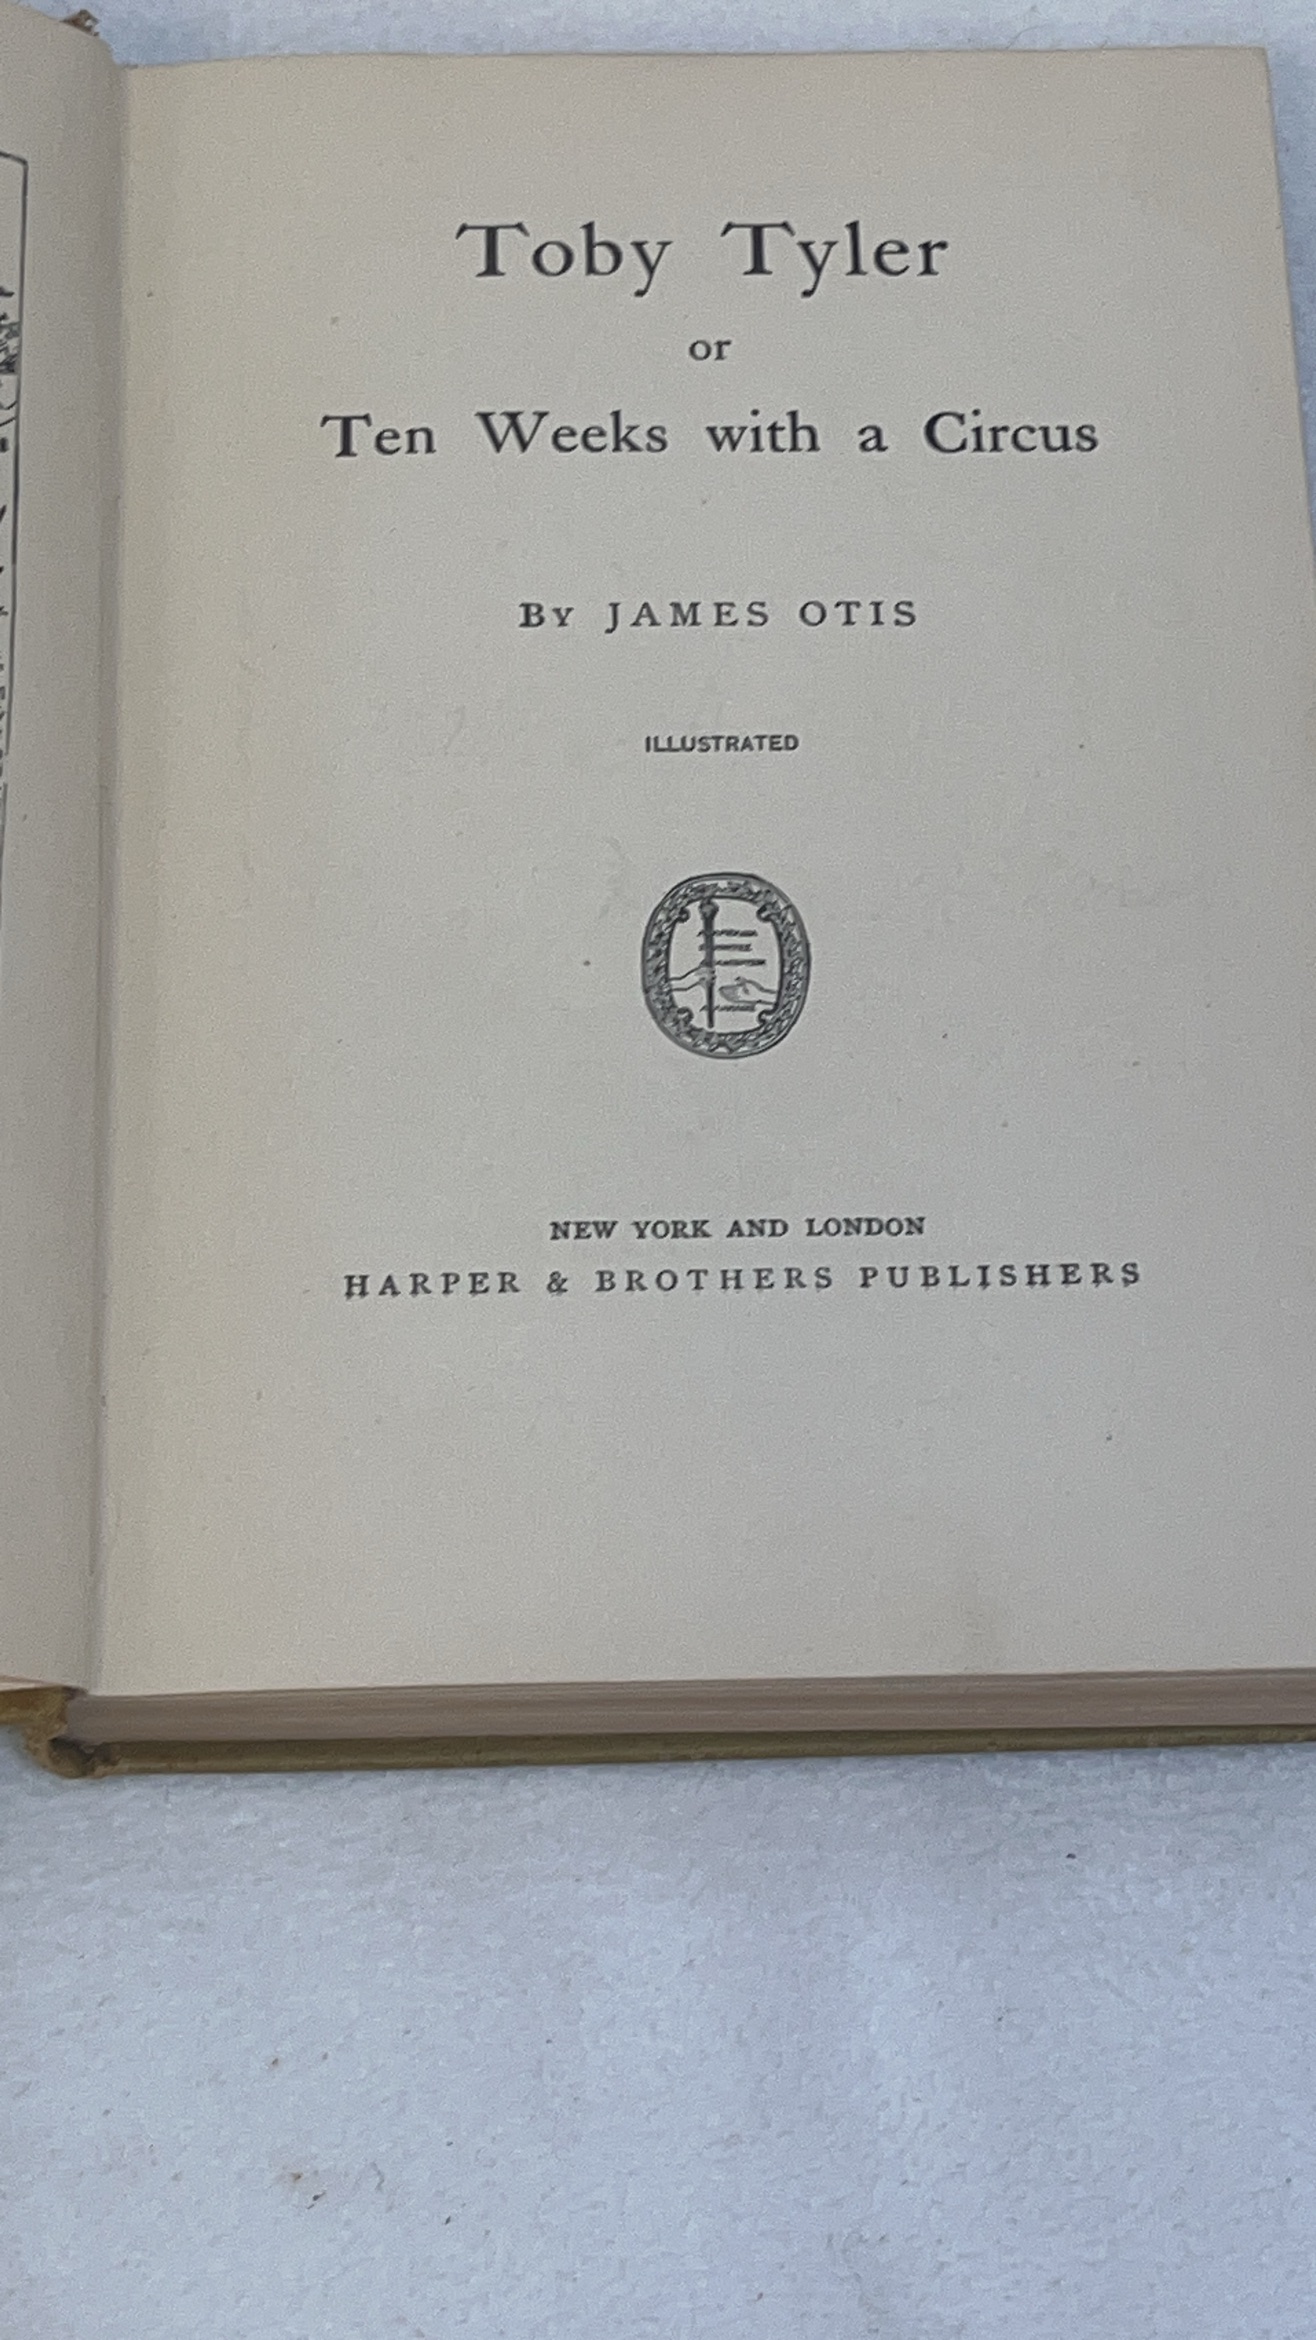 Toby Tyler
or
Ten Weeks with a Circus
By JAMES OTIS
ILLUSTRATED
NEW YORK AND LONDON
HARPER & BROTHERS PUBLISHERS